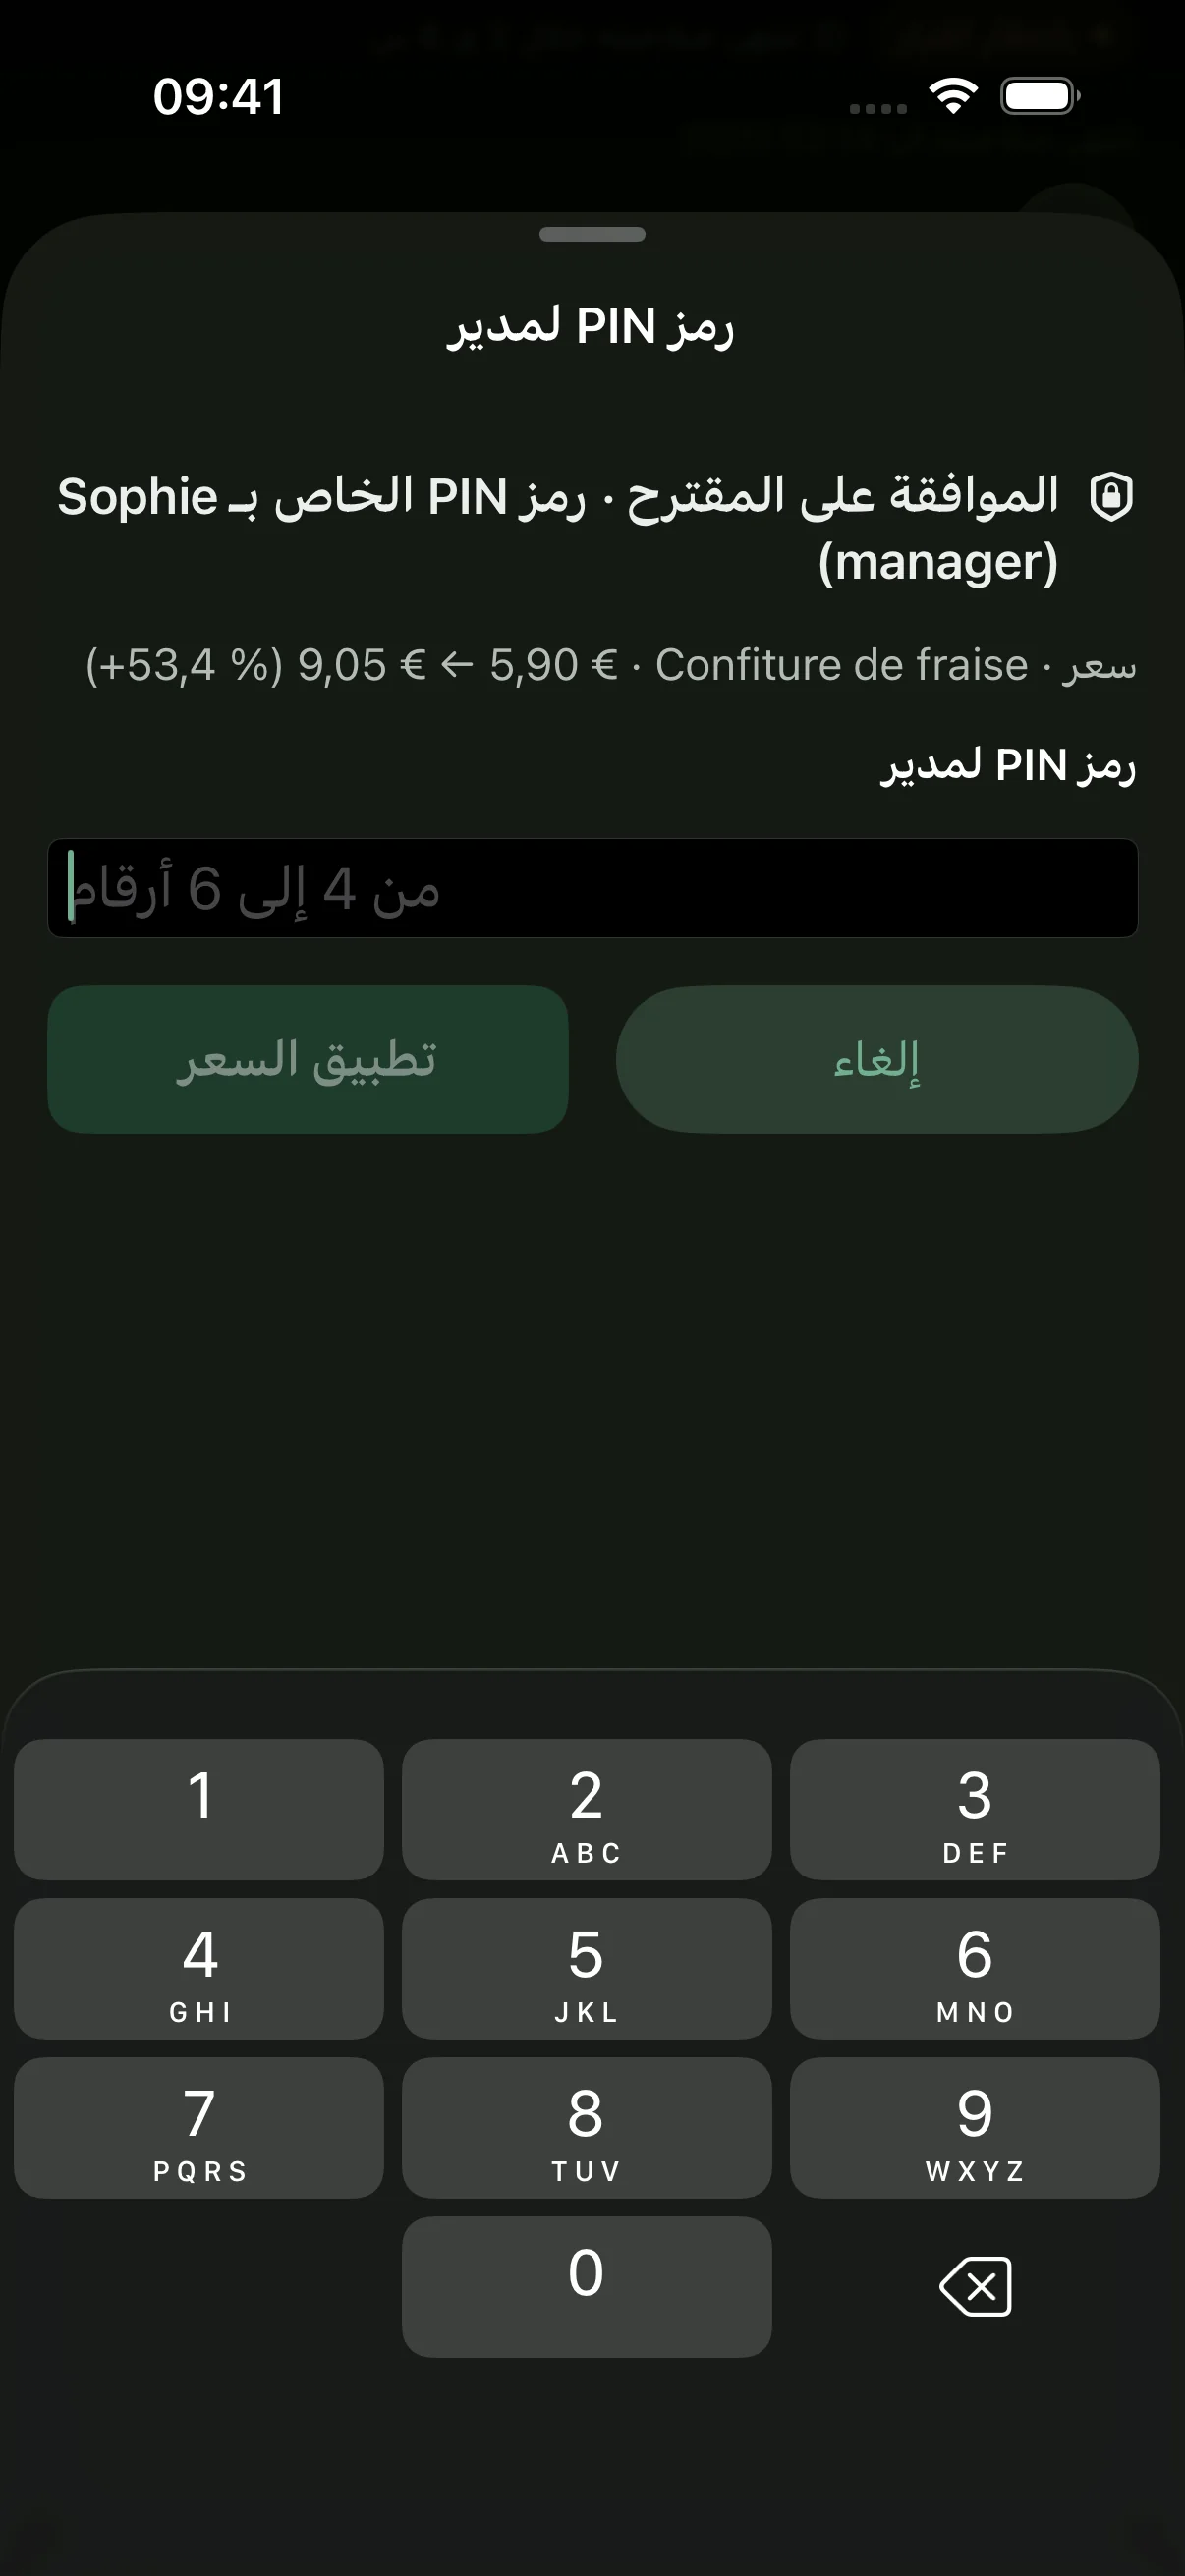 09:41
رمز PIN لمدير
الموافقة على المقترح · رمز PIN الخاص بـ Sophie
(manager)
سعر · Confiture de fraise · 5,90 € ← 9,05 € (+53,4 %)
رمز PIN لمدير
من 4 إلى 6 أرقام
إلغاء
تطبيق السعر
1
2
ABC
3
DEF
4
GHI
5
JKL
6
MNO
7
PQRS
8
TUV
9
WXYZ
0